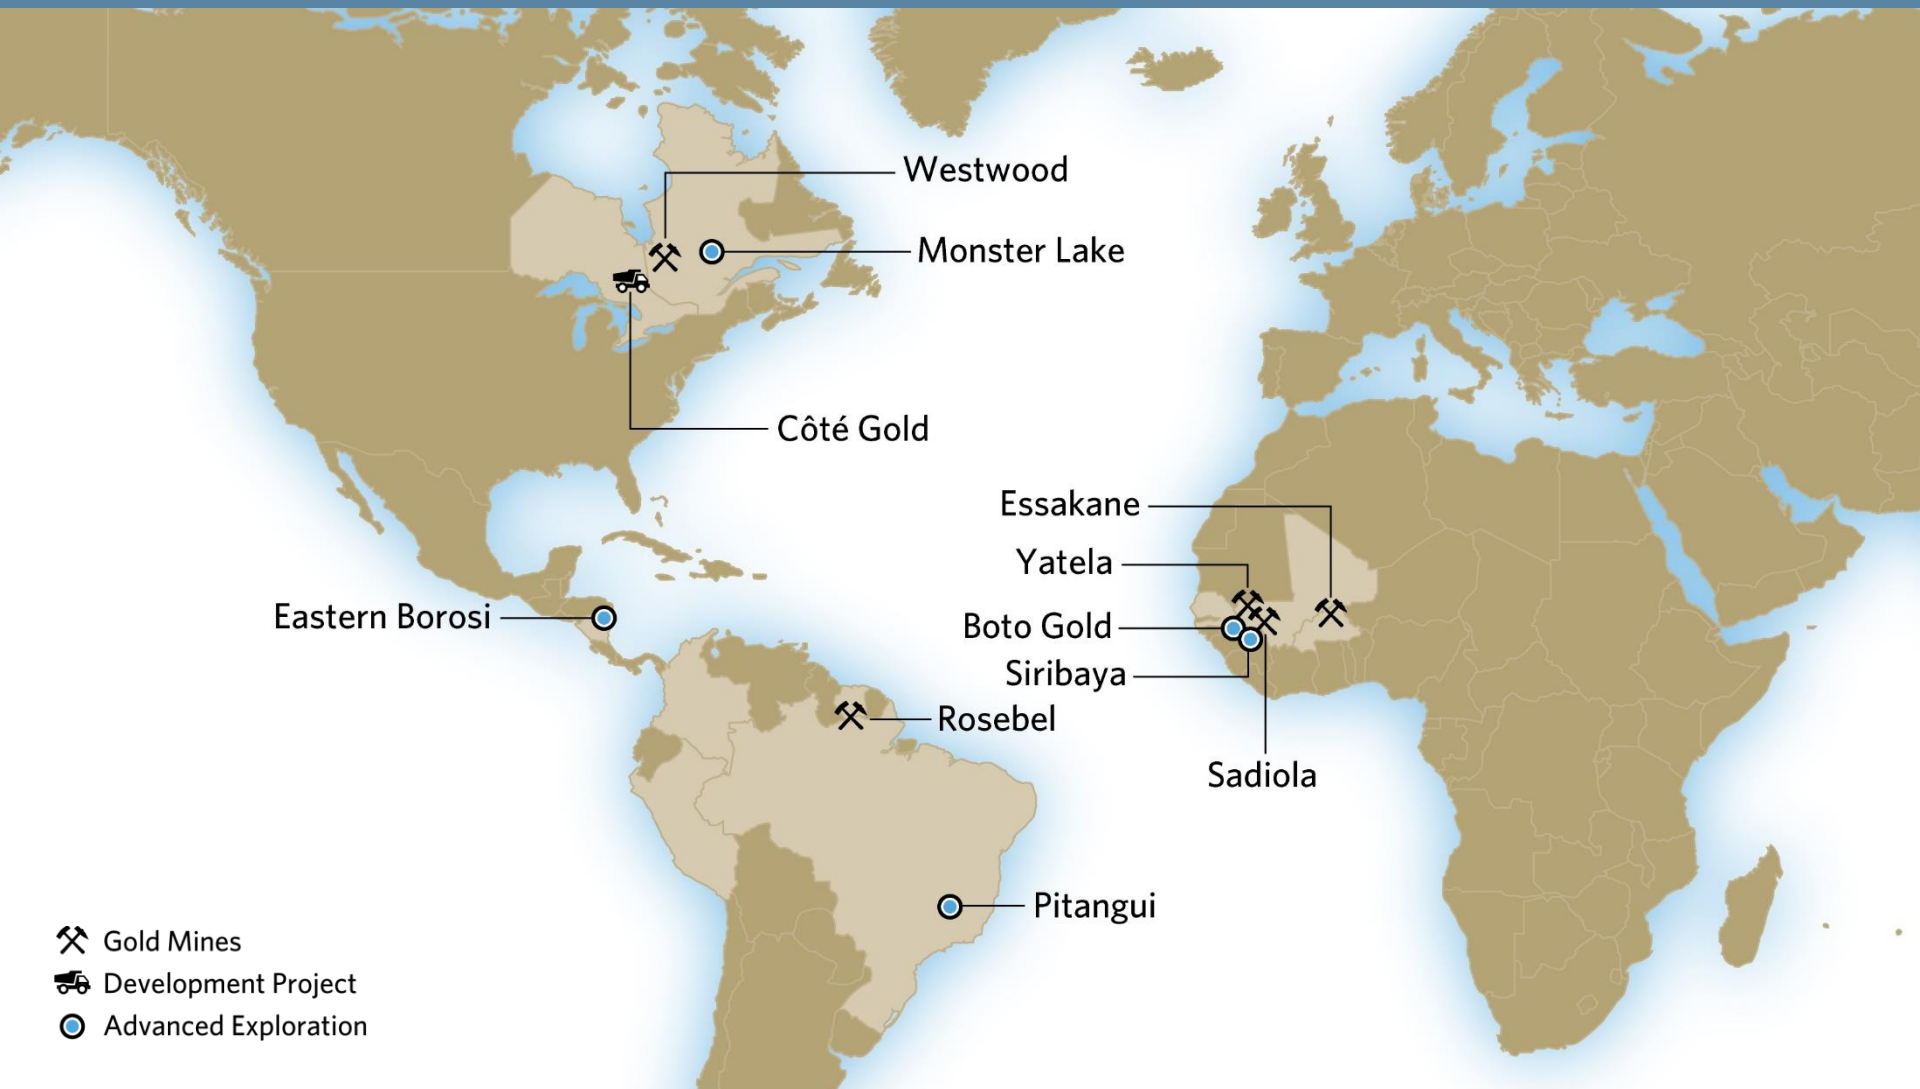 Westwood
Monster Lake
Côté Gold
Essakane
Yatela
Eastern Borosi
Boto Gold
Siribaya
Rosebel
Sadiola
Pitangui
Gold Mines
Development Project
Advanced Exploration